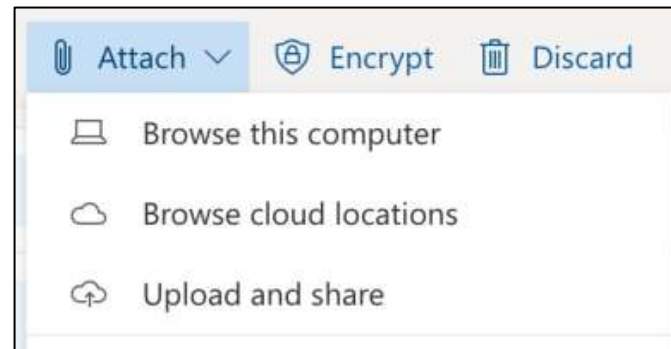 Attach Encrypt Discard
Browse this computer
Browse cloud locations
Upload and share